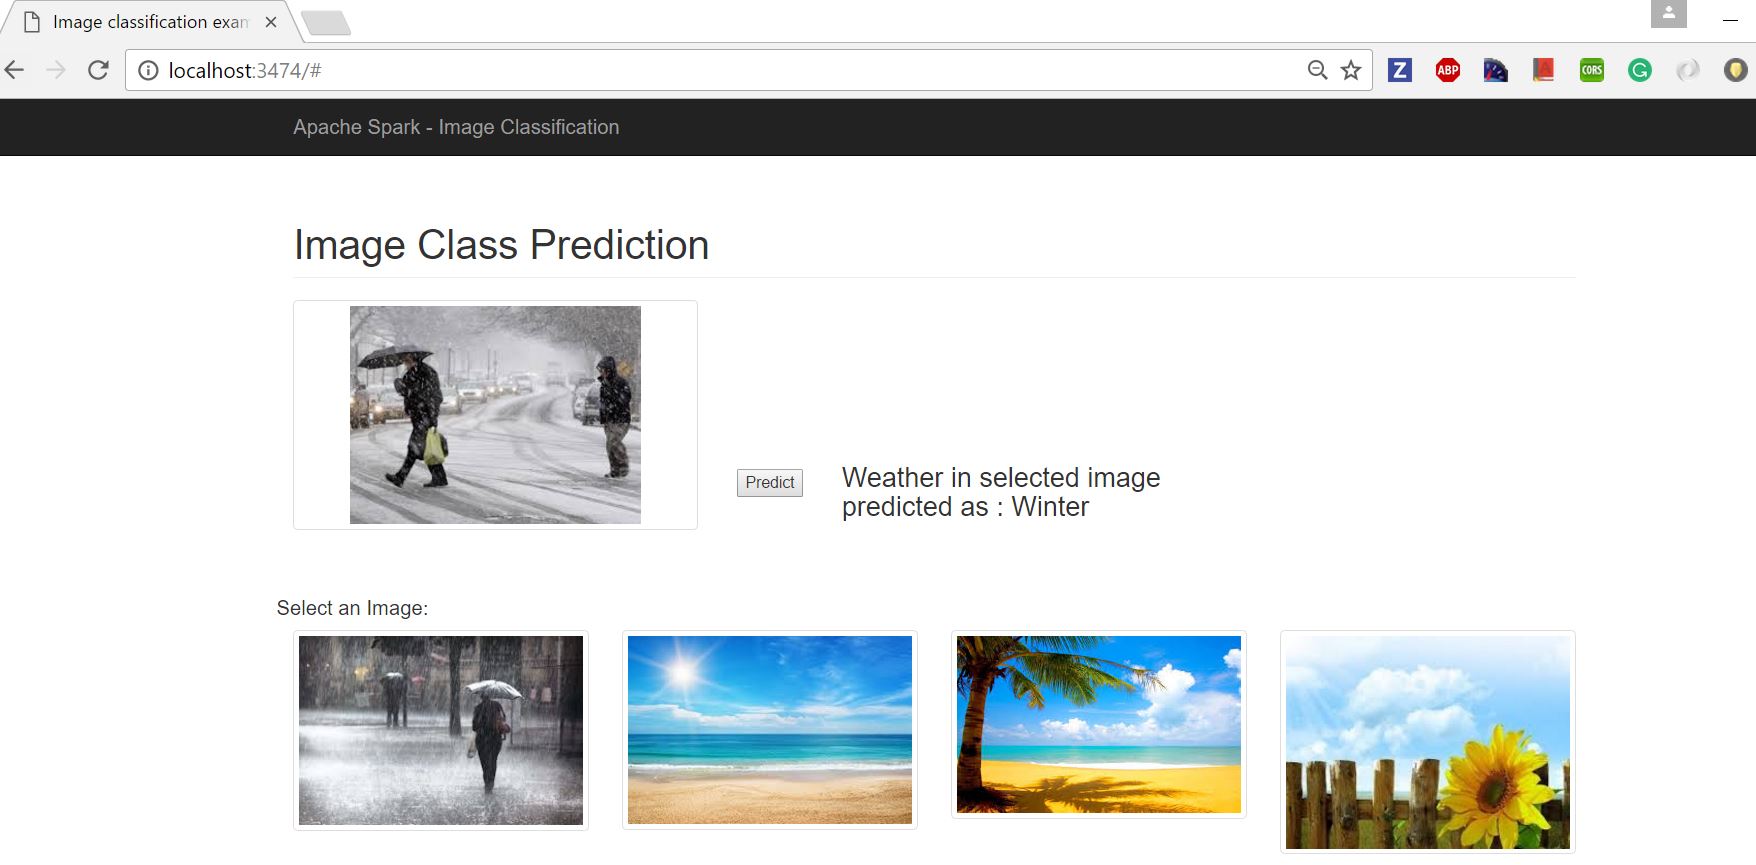 Image classification exam
localhost:3474/#
Z
ABP
A
CORS
G
Apache Spark - Image Classification
Image Class Prediction
Predict
Weather in selected image
predicted as : Winter
Select an Image: